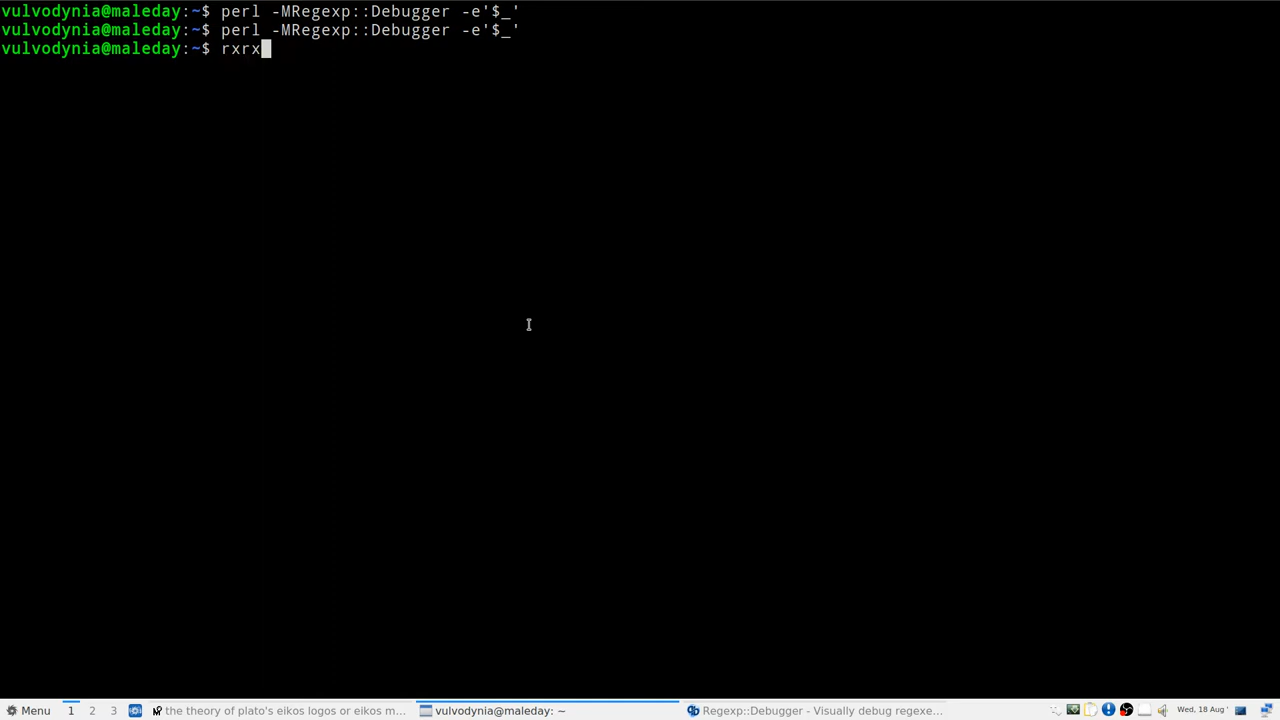 vulvodynia@maleday:~$ perl -MRegexp::Debugger -e'$_'
vulvodynia@maleday:~$ perl -MRegexp::Debugger -e'$_'
vulvodynia@maleday:~$ rxrx
Menu 1 2 3 the theory of plato's eikos logos or eikos m... vulvodynia@maleday: ~ Regexp::Debugger - Visually debug regexe... Wed, 18 Aug